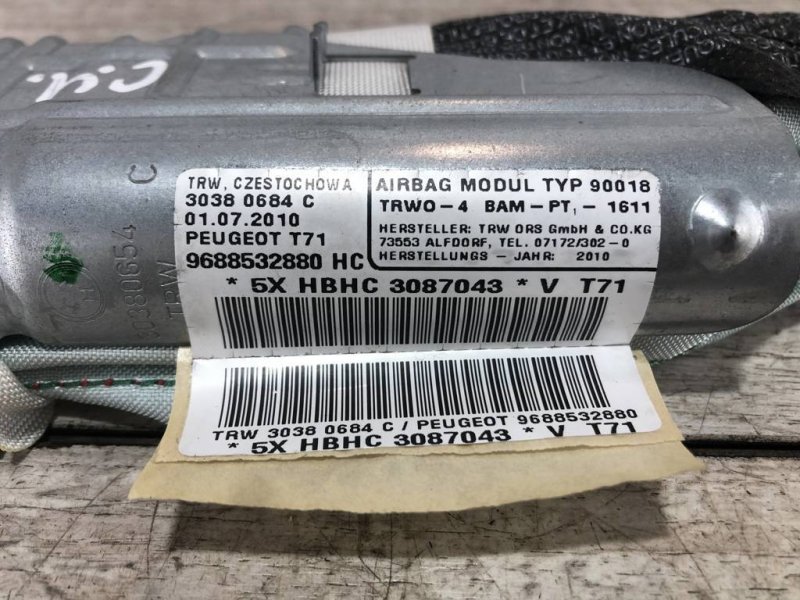 С.Ч.
30380654 C
TRW
TRW, CZESTOCHOWA
3038 0684 C
01.07.2010
PEUGEOT T71
9688532880 HC
AIRBAG MODUL TYP 90018
TRWO-4 BAM-PT, -1611
HERSTELLER: TRW ORS GmbH & CO.KG
73553 ALFDORF, TEL. 07172/302-0
HERSTELLUNGS - JAHR: 2010
* 5X HBHC 3087043 * V T71
TRW 3038 0684 C / PEUGEOT 9688532880
* 5X HBHC 3087043 * V T71